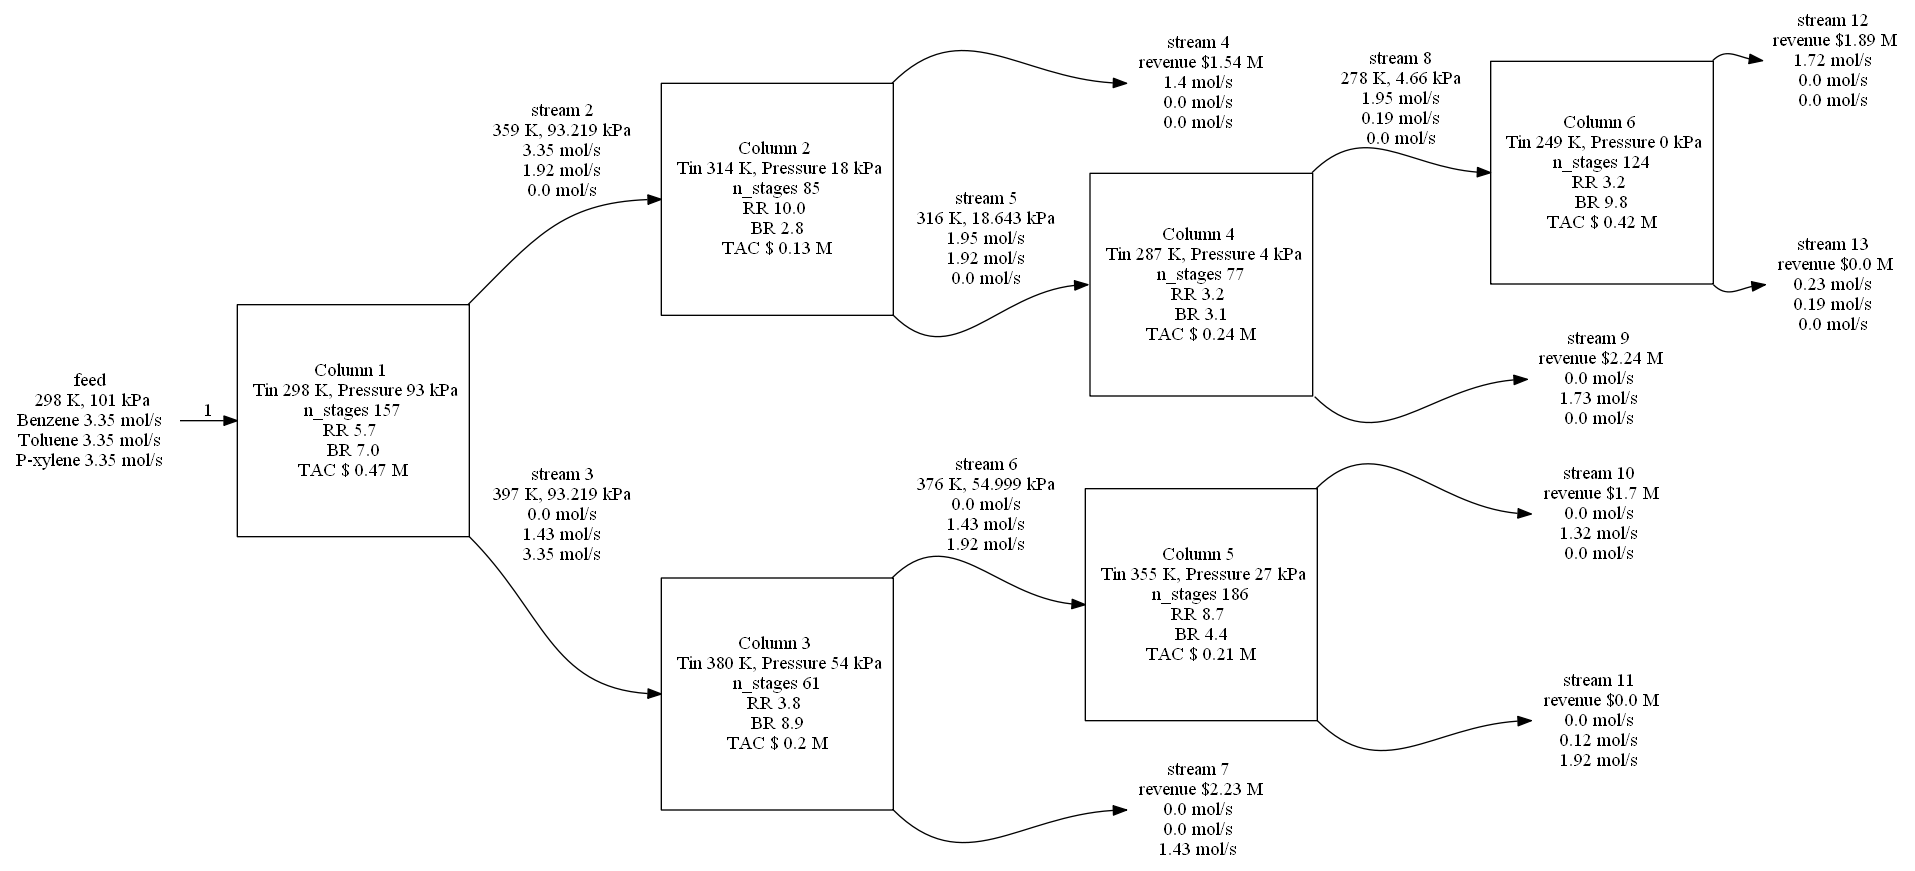 feed
298 K, 101 kPa
Benzene 3.35 mol/s
Toluene 3.35 mol/s
P-xylene 3.35 mol/s
1
Column 1
Tin 298 K, Pressure 93 kPa
n_stages 157
RR 5.7
BR 7.0
TAC $ 0.47 M
stream 2
359 K, 93.219 kPa
3.35 mol/s
1.92 mol/s
0.0 mol/s
stream 3
397 K, 93.219 kPa
0.0 mol/s
1.43 mol/s
3.35 mol/s
Column 2
Tin 314 K, Pressure 18 kPa
n_stages 85
RR 10.0
BR 2.8
TAC $ 0.13 M
Column 3
Tin 380 K, Pressure 54 kPa
n_stages 61
RR 3.8
BR 8.9
TAC $ 0.2 M
stream 4
revenue $1.54 M
1.4 mol/s
0.0 mol/s
0.0 mol/s
stream 5
316 K, 18.643 kPa
1.95 mol/s
1.92 mol/s
0.0 mol/s
stream 6
376 K, 54.999 kPa
0.0 mol/s
1.43 mol/s
1.92 mol/s
stream 7
revenue $2.23 M
0.0 mol/s
0.0 mol/s
1.43 mol/s
Column 4
Tin 287 K, Pressure 4 kPa
n_stages 77
RR 3.2
BR 3.1
TAC $ 0.24 M
Column 5
Tin 355 K, Pressure 27 kPa
n_stages 186
RR 8.7
BR 4.4
TAC $ 0.21 M
stream 8
278 K, 4.66 kPa
1.95 mol/s
0.19 mol/s
0.0 mol/s
stream 9
revenue $2.24 M
0.0 mol/s
1.73 mol/s
0.0 mol/s
stream 10
revenue $1.7 M
0.0 mol/s
1.32 mol/s
0.0 mol/s
stream 11
revenue $0.0 M
0.0 mol/s
0.12 mol/s
1.92 mol/s
Column 6
Tin 249 K, Pressure 0 kPa
n_stages 124
RR 3.2
BR 9.8
TAC $ 0.42 M
stream 12
revenue $1.89 M
1.72 mol/s
0.0 mol/s
0.0 mol/s
stream 13
revenue $0.0 M
0.23 mol/s
0.19 mol/s
0.0 mol/s